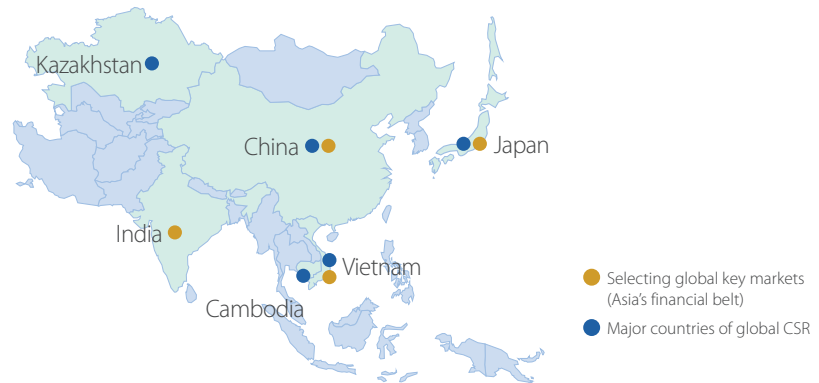 Kazakhstan
China
Japan
India
Vietnam
Cambodia
Selecting global key markets
(Asia's financial belt)
Major countries of global CSR